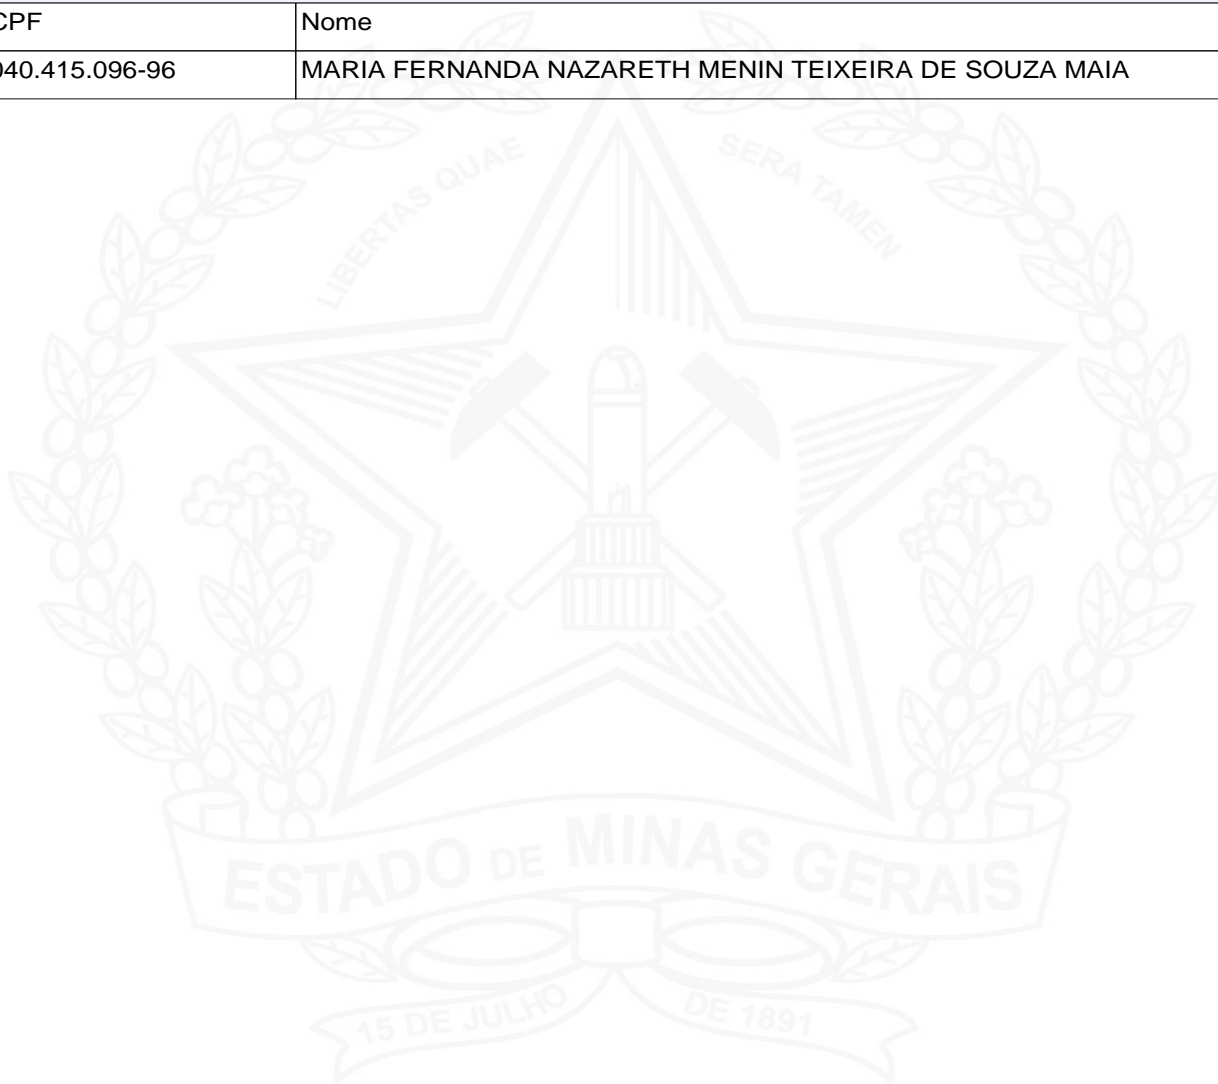 CPF Nome
040.415.096-96 MARIA FERNANDA NAZARETH MENIN TEIXEIRA DE SOUZA MAIA
LIBERTAS QUAE SERA TAMEN
ESTADO DE MINAS GERAIS
15 DE JULHO DE 1891